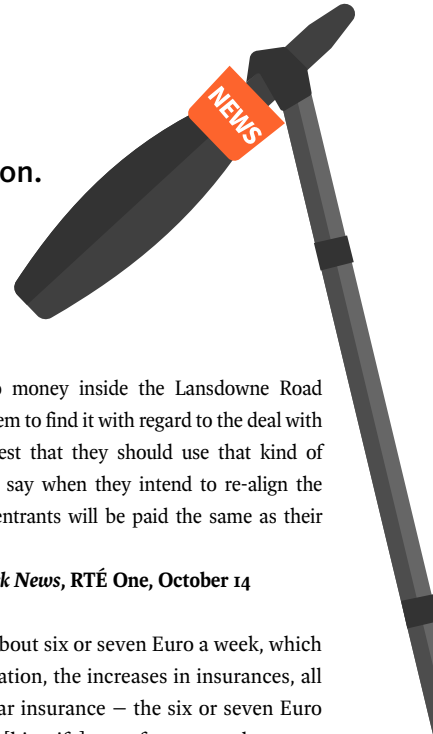 on.
NEWS
money inside the Lansdowne Road
em to find it with regard to the deal with
est that they should use that kind of
say when they intend to re-align the
entrants will be paid the same as their
k News, RTÉ One, October 14
bout six or seven Euro a week, which
ation, the increases in insurances, all
ar insurance – the six or seven Euro